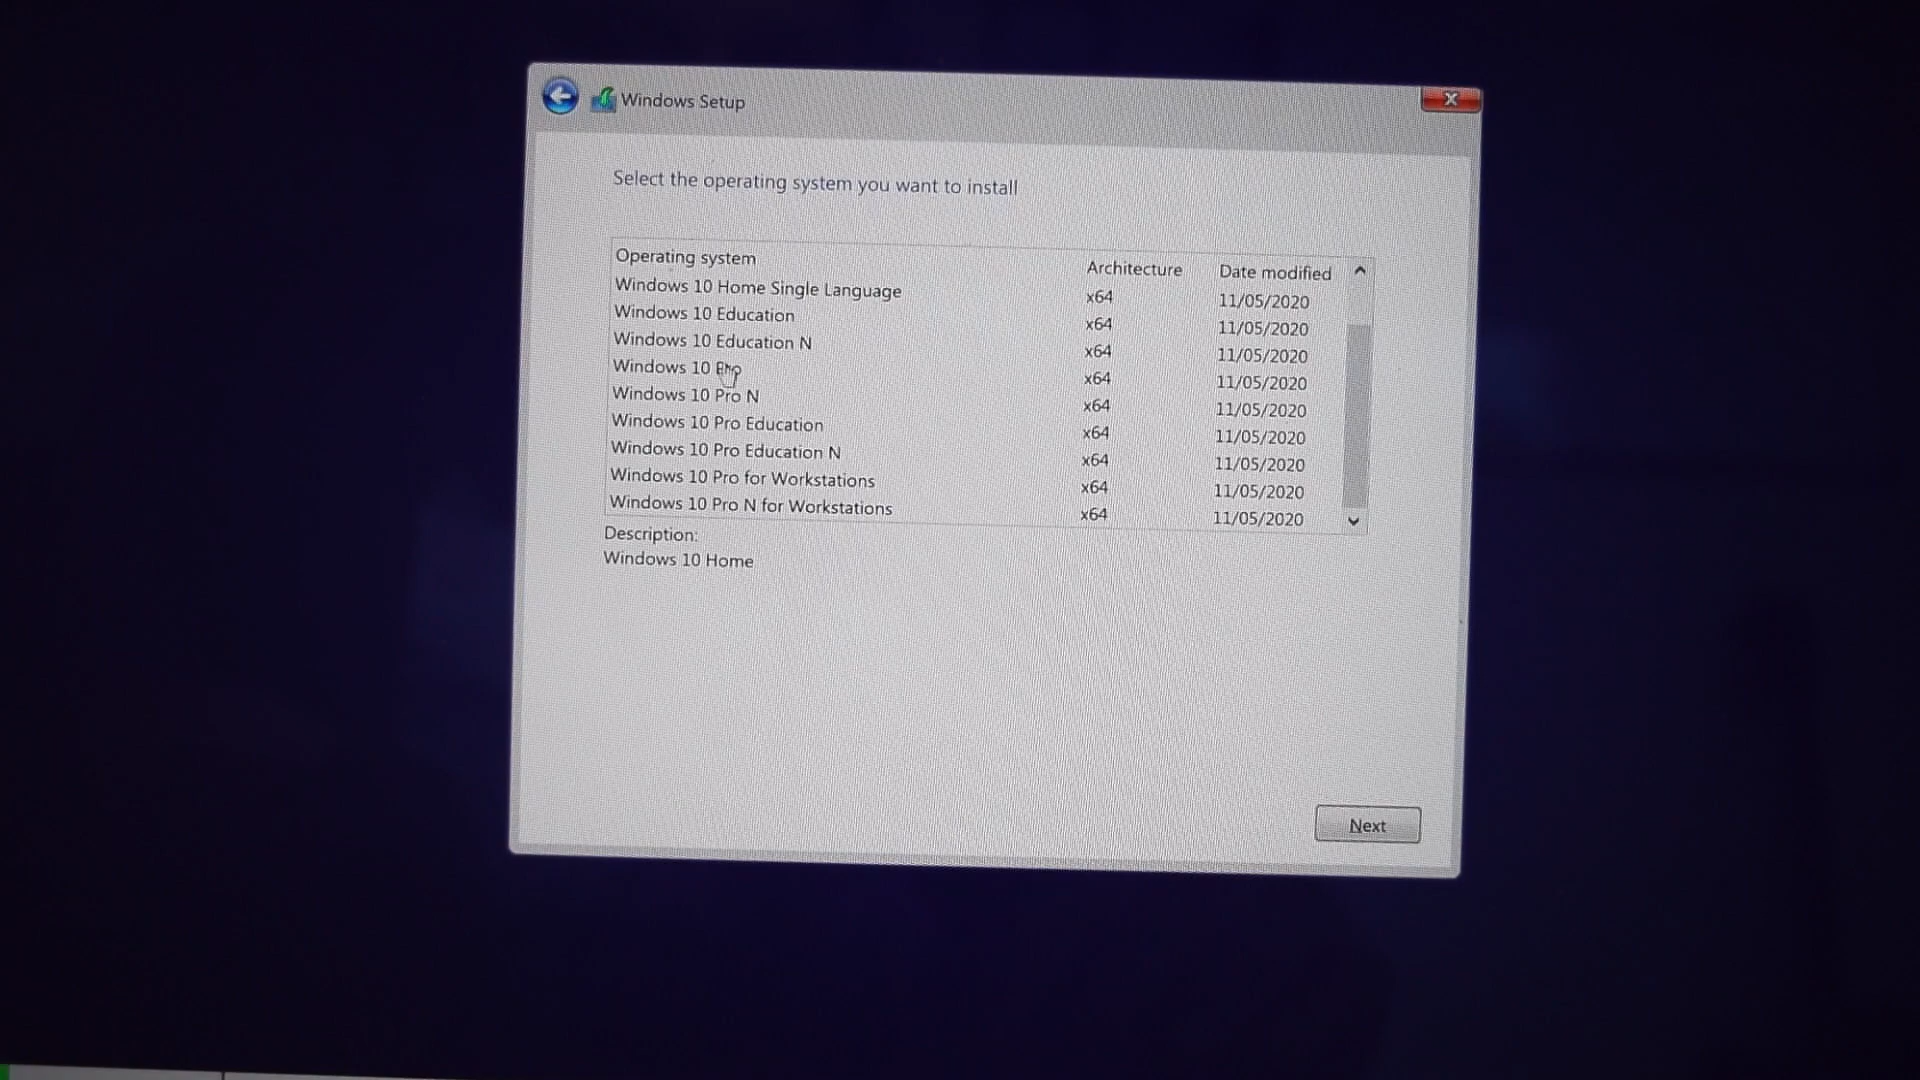 Windows Setup
Select the operating system you want to install
Operating system Architecture Date modified
Windows 10 Home Single Language x64 11/05/2020
Windows 10 Education x64 11/05/2020
Windows 10 Education N x64 11/05/2020
Windows 10 Pro x64 11/05/2020
Windows 10 Pro N x64 11/05/2020
Windows 10 Pro Education x64 11/05/2020
Windows 10 Pro Education N x64 11/05/2020
Windows 10 Pro for Workstations x64 11/05/2020
Windows 10 Pro N for Workstations x64 11/05/2020
Description:
Windows 10 Home
Next